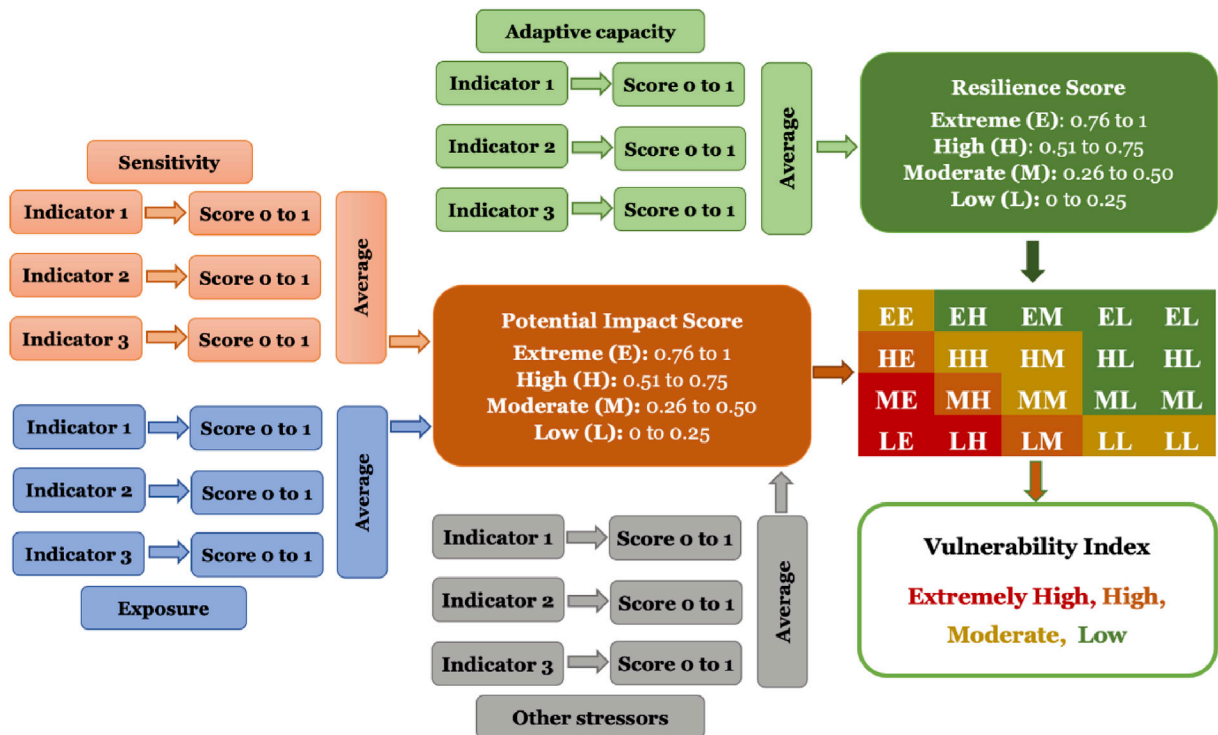 Adaptive capacity
Indicator 1
Score 0 to 1
Indicator 2
Score 0 to 1
Indicator 3
Score 0 to 1
Average
Resilience Score
Extreme (E): 0.76 to 1
High (H): 0.51 to 0.75
Moderate (M): 0.26 to 0.50
Low (L): 0 to 0.25
Sensitivity
Indicator 1
Score 0 to 1
Indicator 2
Score 0 to 1
Indicator 3
Score 0 to 1
Average
Potential Impact Score
Extreme (E): 0.76 to 1
High (H): 0.51 to 0.75
Moderate (M): 0.26 to 0.50
Low (L): 0 to 0.25
EE EH EM EL EL
HE HH HM HL HL
ME MH MM ML ML
LE LH LM LL LL
Indicator 1
Score 0 to 1
Indicator 2
Score 0 to 1
Indicator 3
Score 0 to 1
Average
Exposure
Indicator 1
Score 0 to 1
Indicator 2
Score 0 to 1
Indicator 3
Score 0 to 1
Average
Other stressors
Vulnerability Index
Extremely High, High,
Moderate, Low